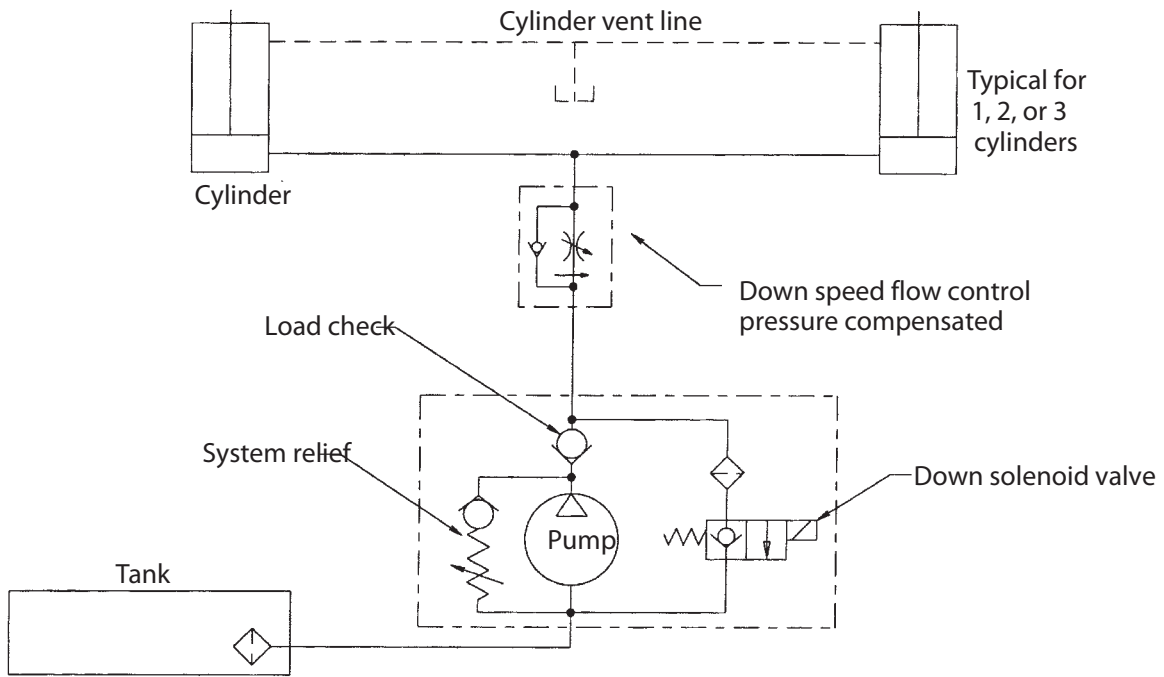 Cylinder vent line
Typical for
1, 2, or 3
cylinders
Cylinder
Down speed flow control
pressure compensated
Load check
System relief
Down solenoid valve
Pump
Tank